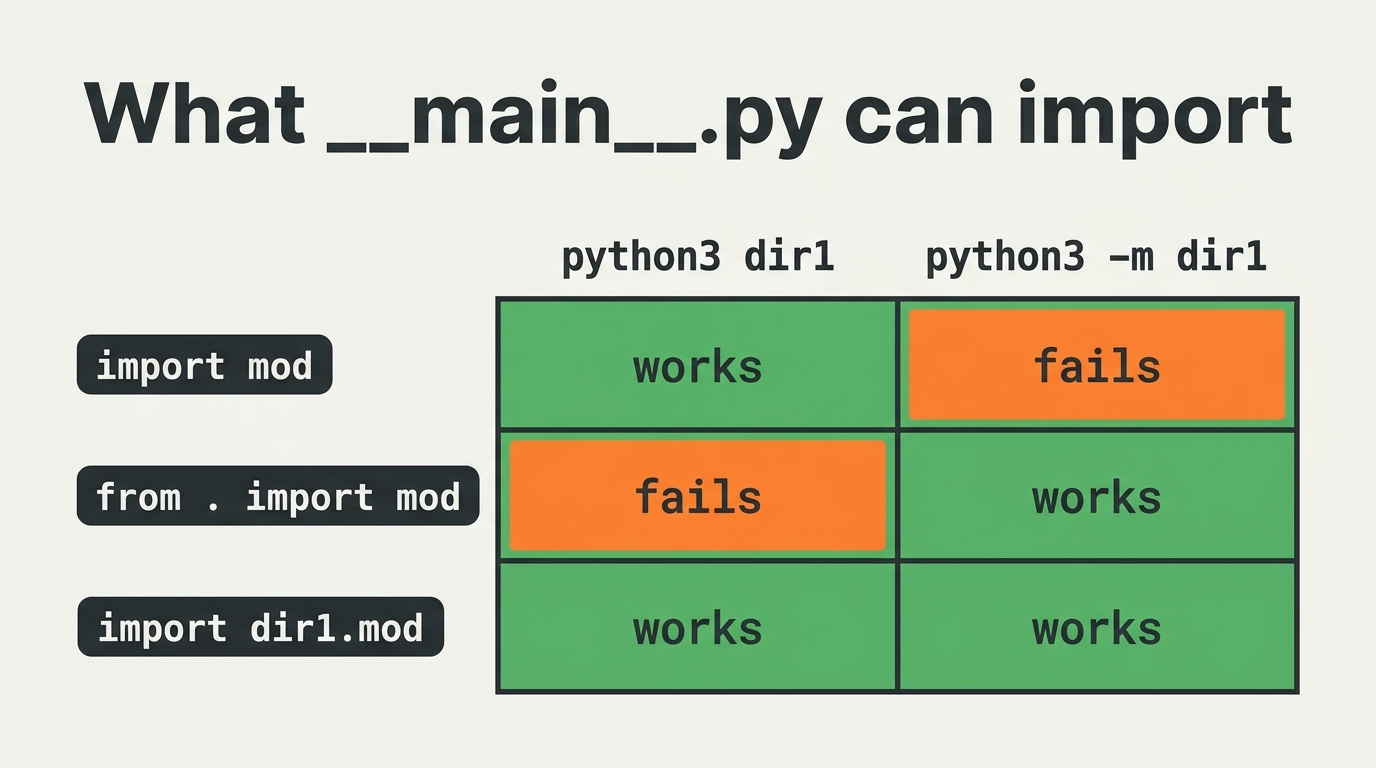 What __main__.py can import
python3 dir1 python3 -m dir1
import mod works fails
from . import mod fails works
import dir1.mod works works